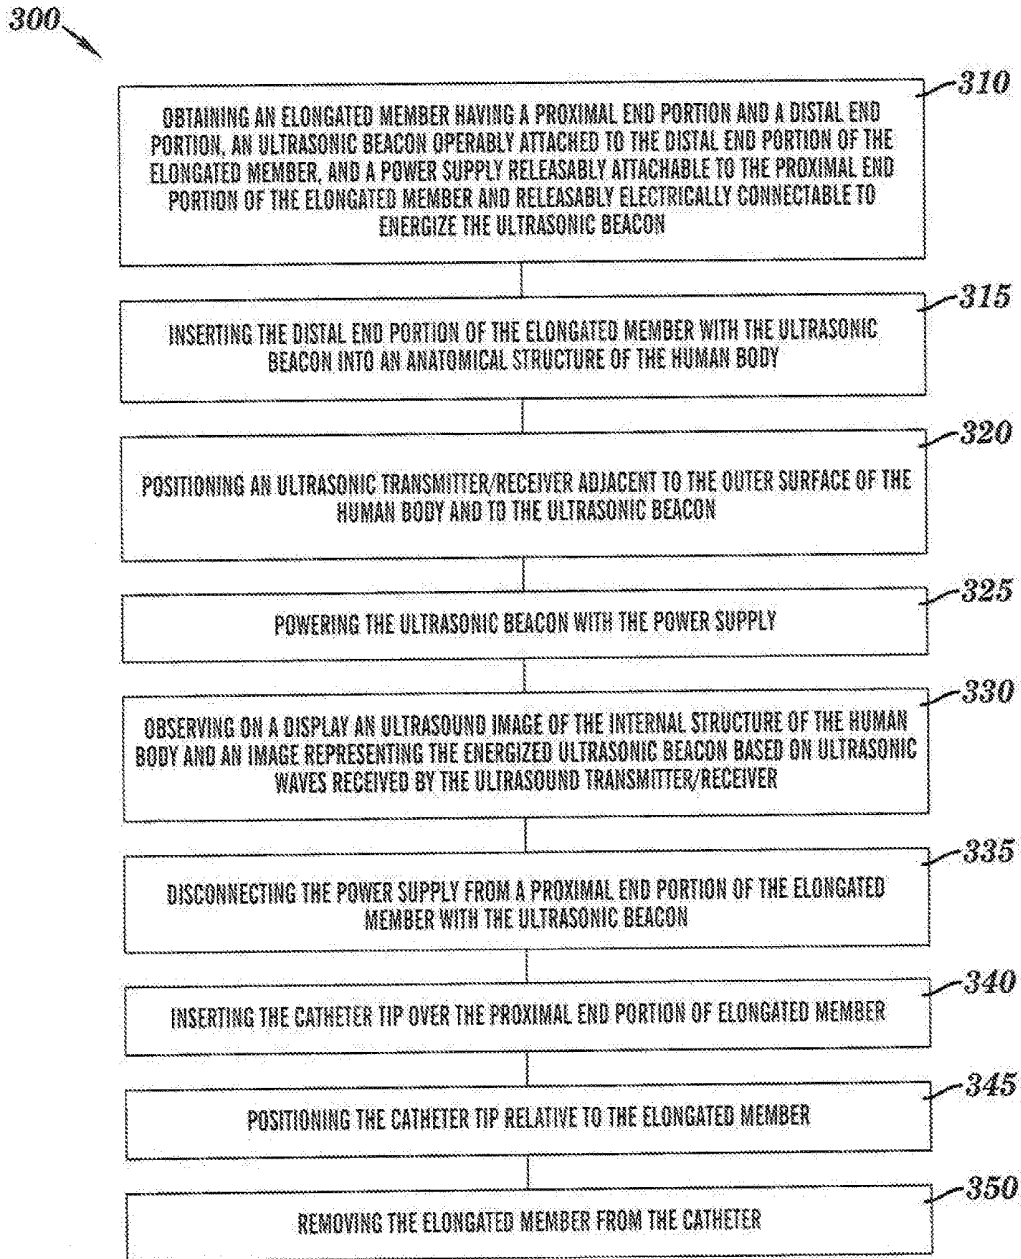 300
310
OBTAINING AN ELONGATED MEMBER HAVING A PROXIMAL END PORTION AND A DISTAL END
PORTION, AN ULTRASONIC BEACON OPERABLY ATTACHED TO THE DISTAL END PORTION OF THE
ELONGATED MEMBER, AND A POWER SUPPLY RELEASABLY ATTACHABLE TO THE PROXIMAL END
PORTION OF THE ELONGATED MEMBER AND RELEASABLY ELECTRICALLY CONNECTABLE TO
ENERGIZE THE ULTRASONIC BEACON
315
INSERTING THE DISTAL END PORTION OF THE ELONGATED MEMBER WITH THE ULTRASONIC
BEACON INTO AN ANATOMICAL STRUCTURE OF THE HUMAN BODY
320
POSITIONING AN ULTRASONIC TRANSMITTER/RECEIVER ADJACENT TO THE OUTER SURFACE OF THE
HUMAN BODY AND TO THE ULTRASONIC BEACON
325
POWERING THE ULTRASONIC BEACON WITH THE POWER SUPPLY
330
OBSERVING ON A DISPLAY AN ULTRASOUND IMAGE OF THE INTERNAL STRUCTURE OF THE HUMAN
BODY AND AN IMAGE REPRESENTING THE ENERGIZED ULTRASONIC BEACON BASED ON ULTRASONIC
WAVES RECEIVED BY THE ULTRASOUND TRANSMITTER/RECEIVER
335
DISCONNECTING THE POWER SUPPLY FROM A PROXIMAL END PORTION OF THE ELONGATED
MEMBER WITH THE ULTRASONIC BEACON
340
INSERTING THE CATHETER TIP OVER THE PROXIMAL END PORTION OF ELONGATED MEMBER
345
POSITIONING THE CATHETER TIP RELATIVE TO THE ELONGATED MEMBER
350
REMOVING THE ELONGATED MEMBER FROM THE CATHETER